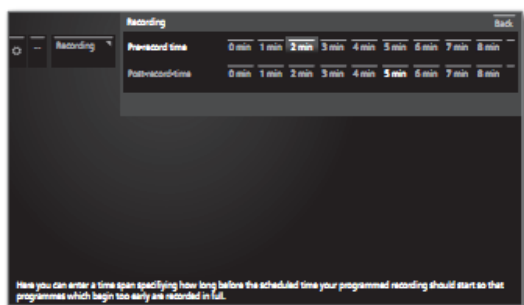 Recording Back
Recording
Pre-record time 0 min 1 min 2 min 3 min 4 min 5 min 6 min 7 min 8 min
Post-record-time 0 min 1 min 2 min 3 min 4 min 5 min 6 min 7 min 8 min
Here you can enter a time span specifiying how long before the scheduled time your programmed recording should start so that
programmes which begin too early are recorded in full.